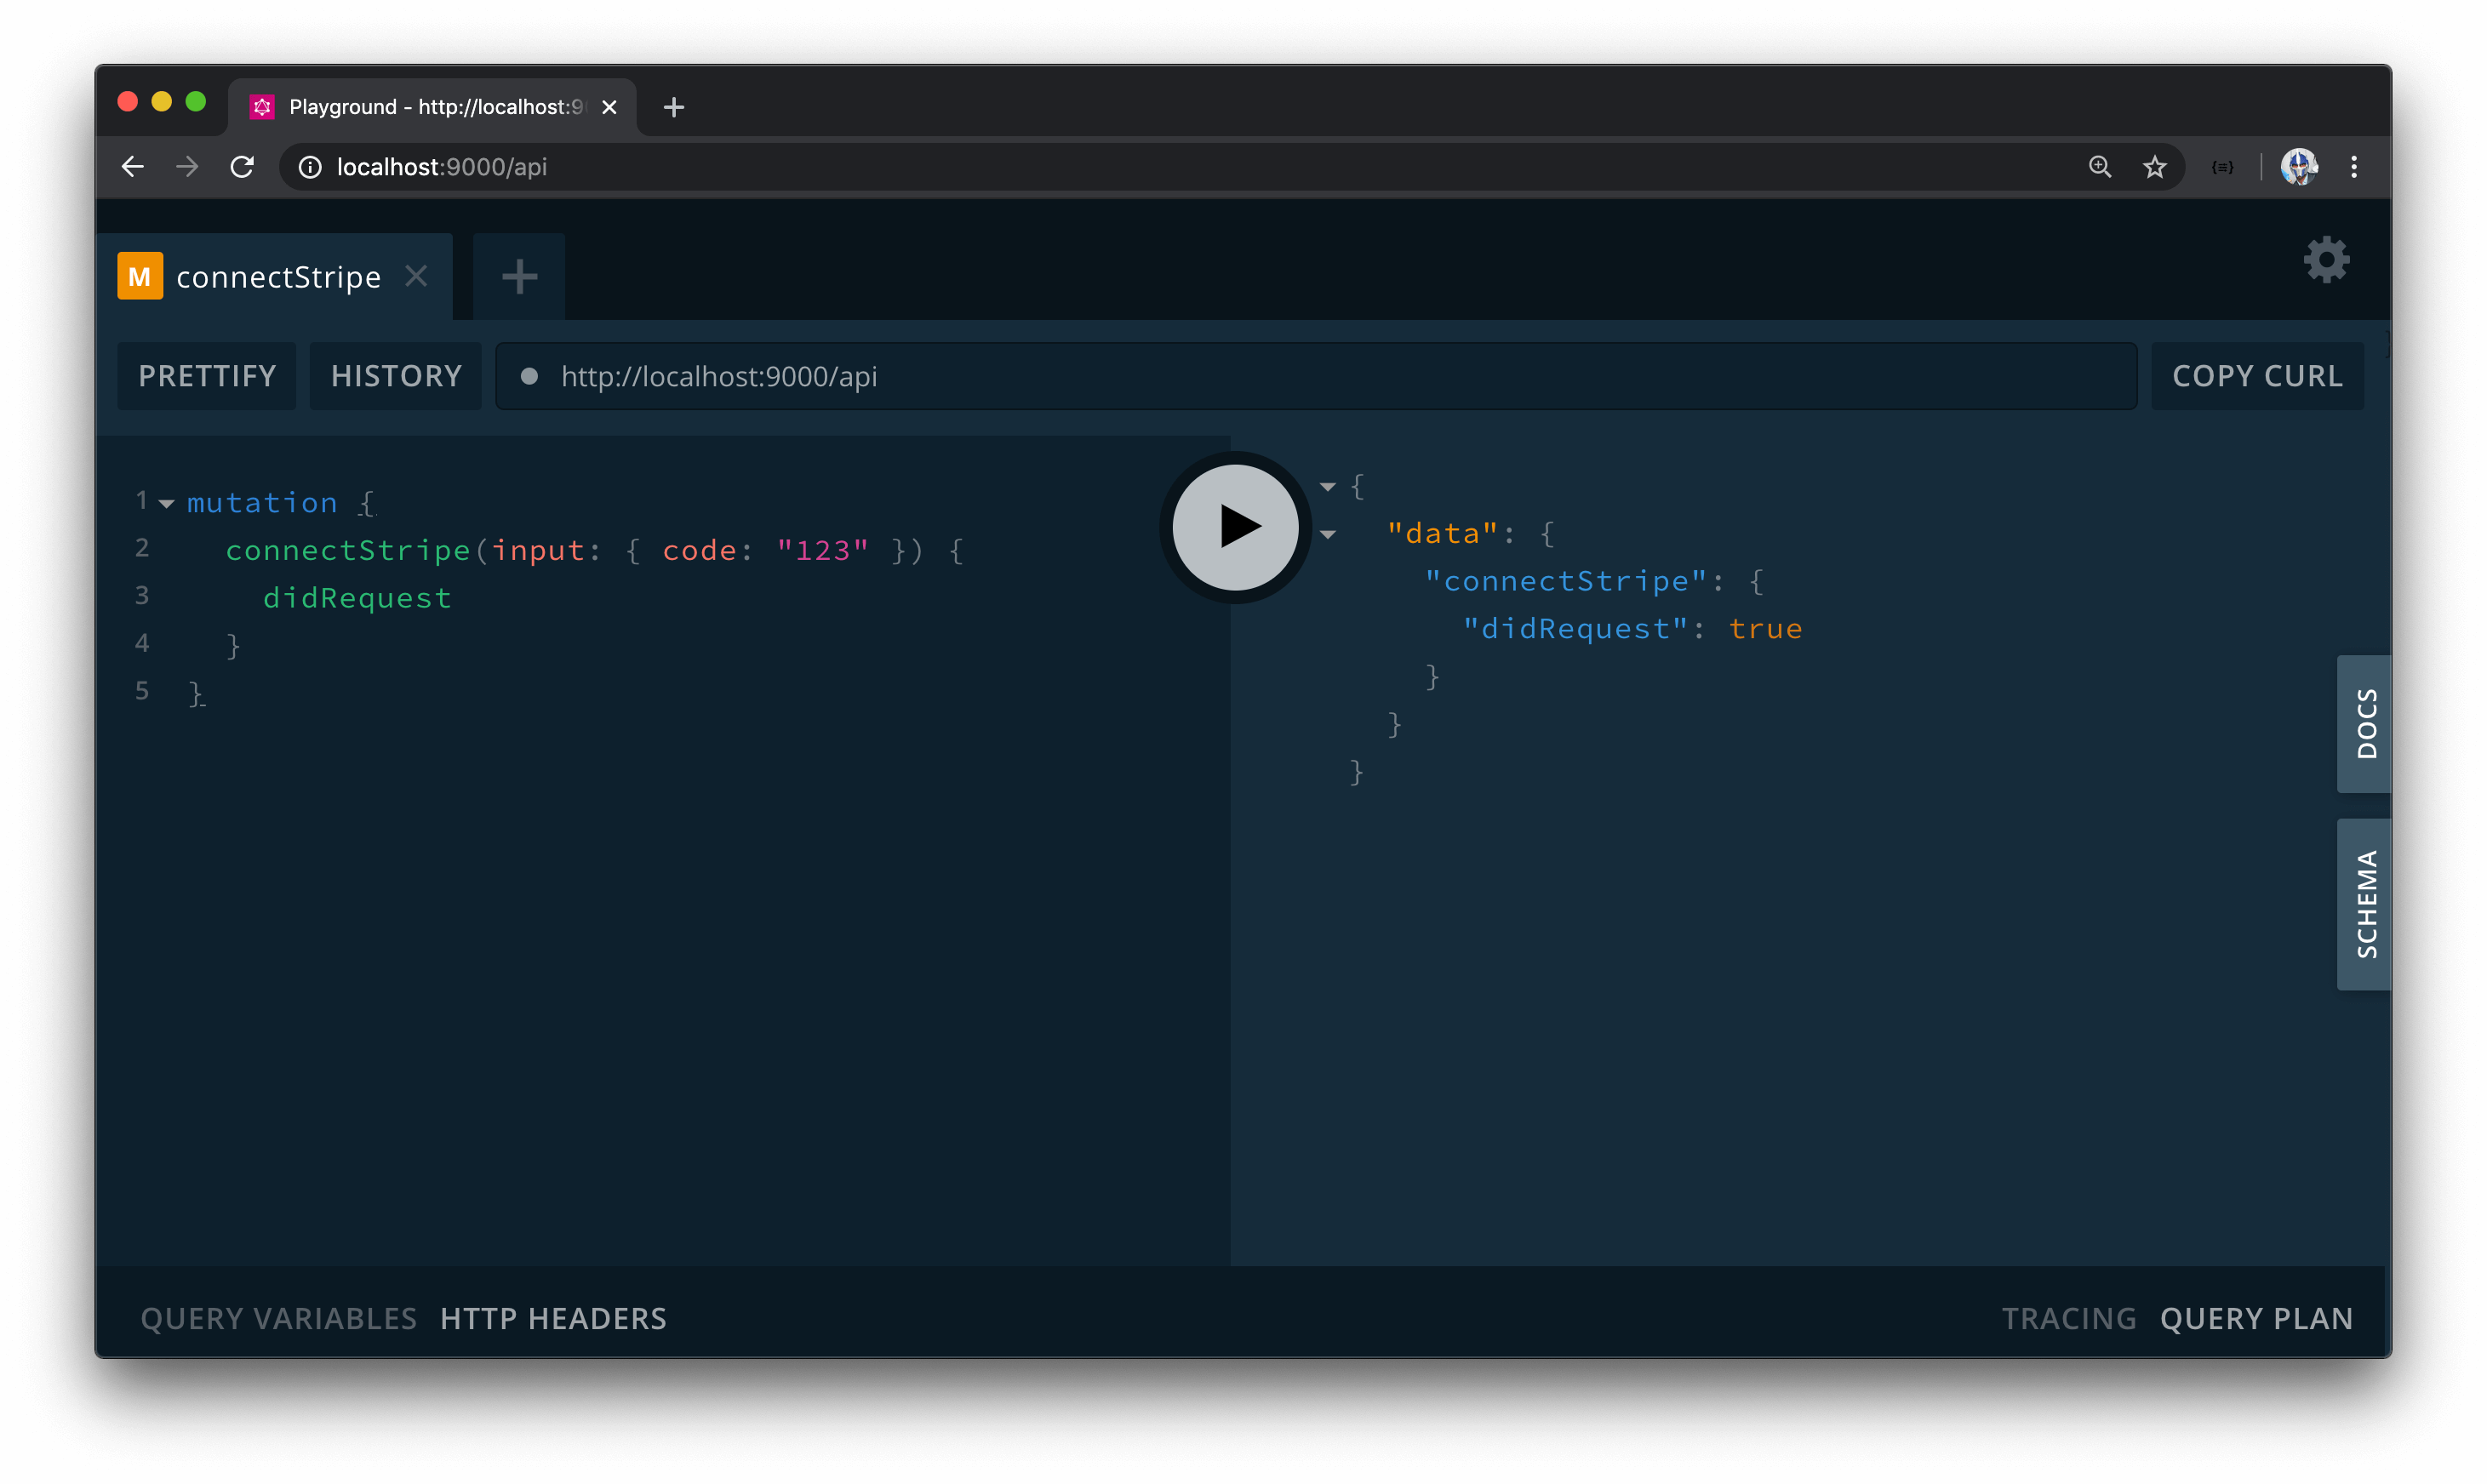 Playground - http://localhost:9
localhost:9000/api
M connectStripe
PRETTIFY HISTORY http://localhost:9000/api COPY CURL
1 mutation {
2 connectStripe(input: { code: "123" }) {
3 didRequest
4 }
5 }
{
"data": {
"connectStripe": {
"didRequest": true
}
}
}
DOCS
SCHEMA
QUERY VARIABLES HTTP HEADERS
TRACING QUERY PLAN